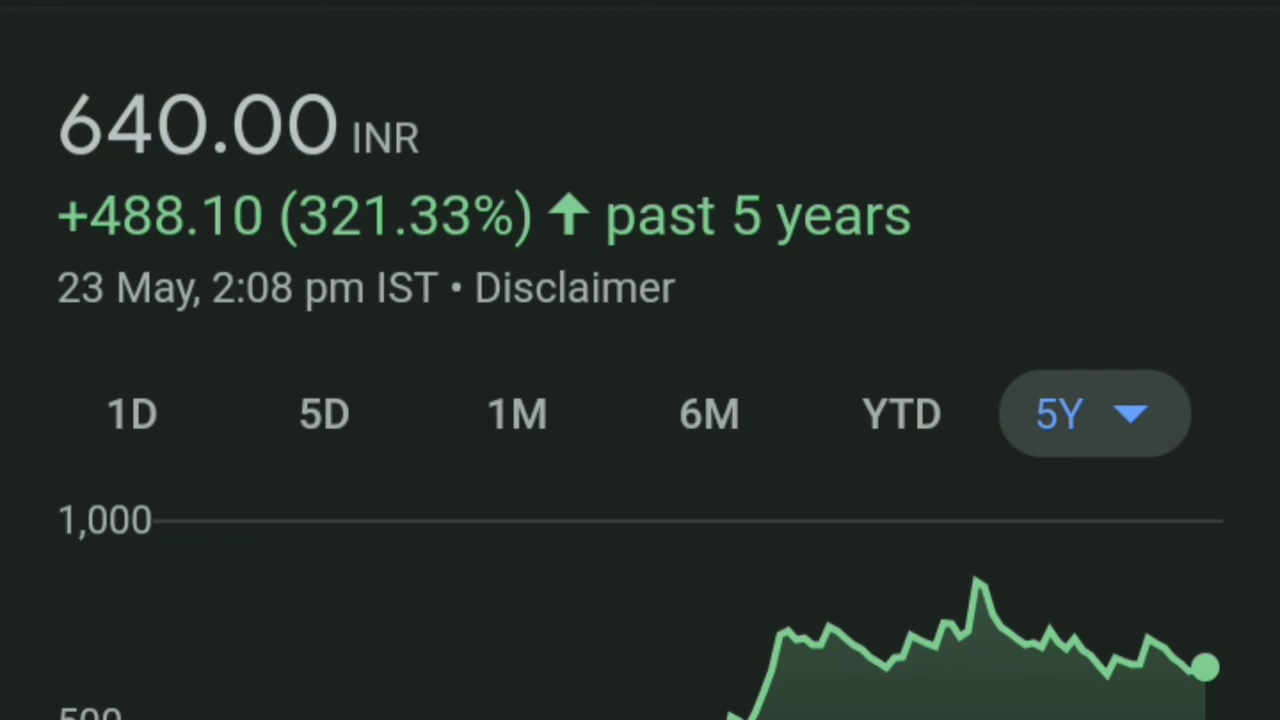 640.00 INR
+488.10 (321.33%) ↑ past 5 years
23 May, 2:08 pm IST • Disclaimer
1D 5D 1M 6M YTD 5Y
1,000
500